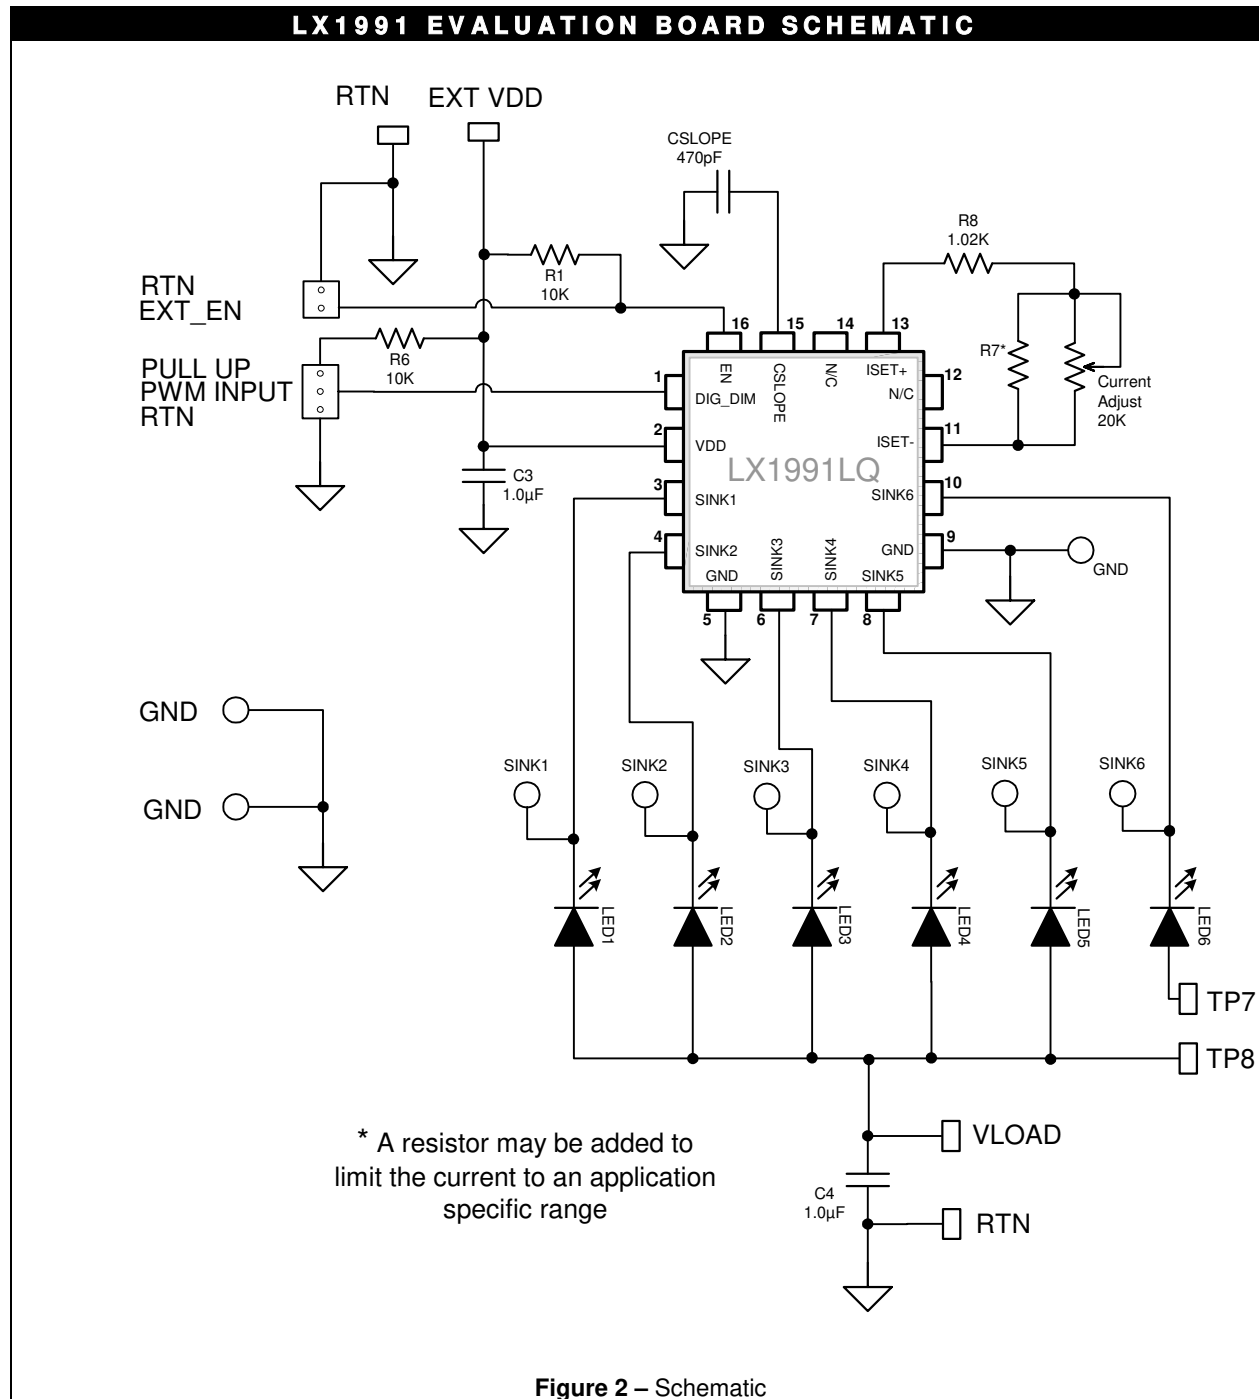 LX1991 EVALUATION BOARD SCHEMATIC
RTN
EXT VDD
CSLOPE
470pF
R8
1.02K
R1
10K
RTN
EXT_EN
R6
10K
PULL UP
PWM INPUT
RTN
16
15
14
13
EN
CSLOPE
N/C
ISET+
12
N/C
R7*
Current
Adjust
20K
1
DIG_DIM
2
VDD
11
ISET-
LX1991LQ
C3
1.0µF
3
SINK1
10
SINK6
4
SINK2
SINK3
SINK4
9
GND
GND
GND
SINK5
5
6
7
8
GND
GND
SINK1
SINK2
SINK3
SINK4
SINK5
SINK6
LED1
LED2
LED3
LED4
LED5
LED6
TP7
TP8
VLOAD
* A resistor may be added to
limit the current to an application
specific range
C4
1.0µF
RTN
Figure 2 – Schematic